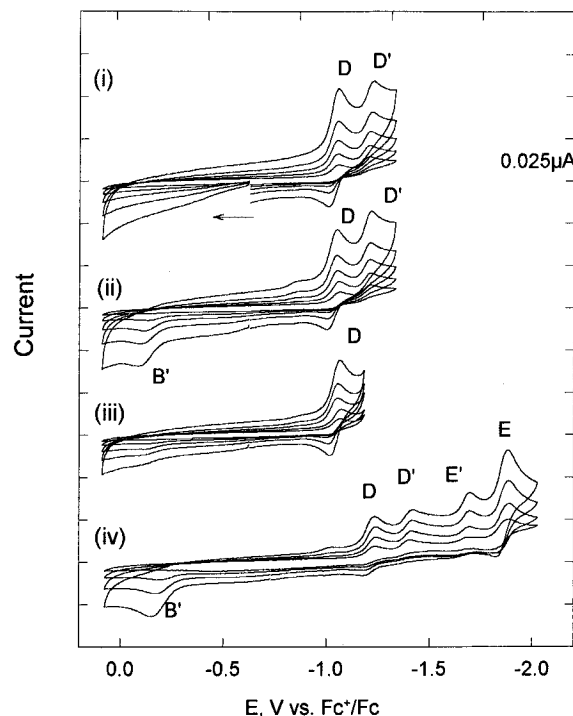 (i)
D
D'
0.025µA
(ii)
D
D'
B'
(iii)
D
(iv)
D
D'
E'
E
B'
Current
0.0
-0.5
-1.0
-1.5
-2.0
E, V vs. Fc⁺/Fc